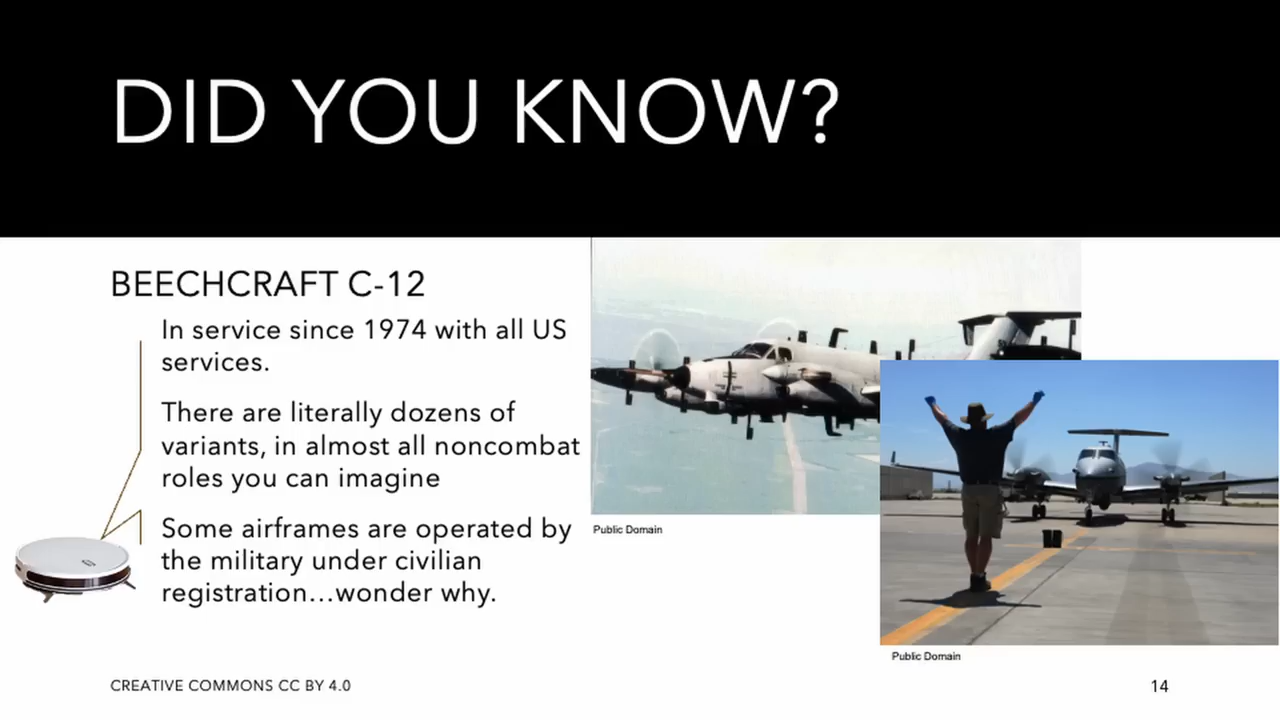 DID YOU KNOW?
BEECHCRAFT C-12
In service since 1974 with all US
services.
There are literally dozens of
variants, in almost all noncombat
roles you can imagine
Some airframes are operated by
the military under civilian
registration...wonder why.
Public Domain
Public Domain
CREATIVE COMMONS CC BY 4.0
14